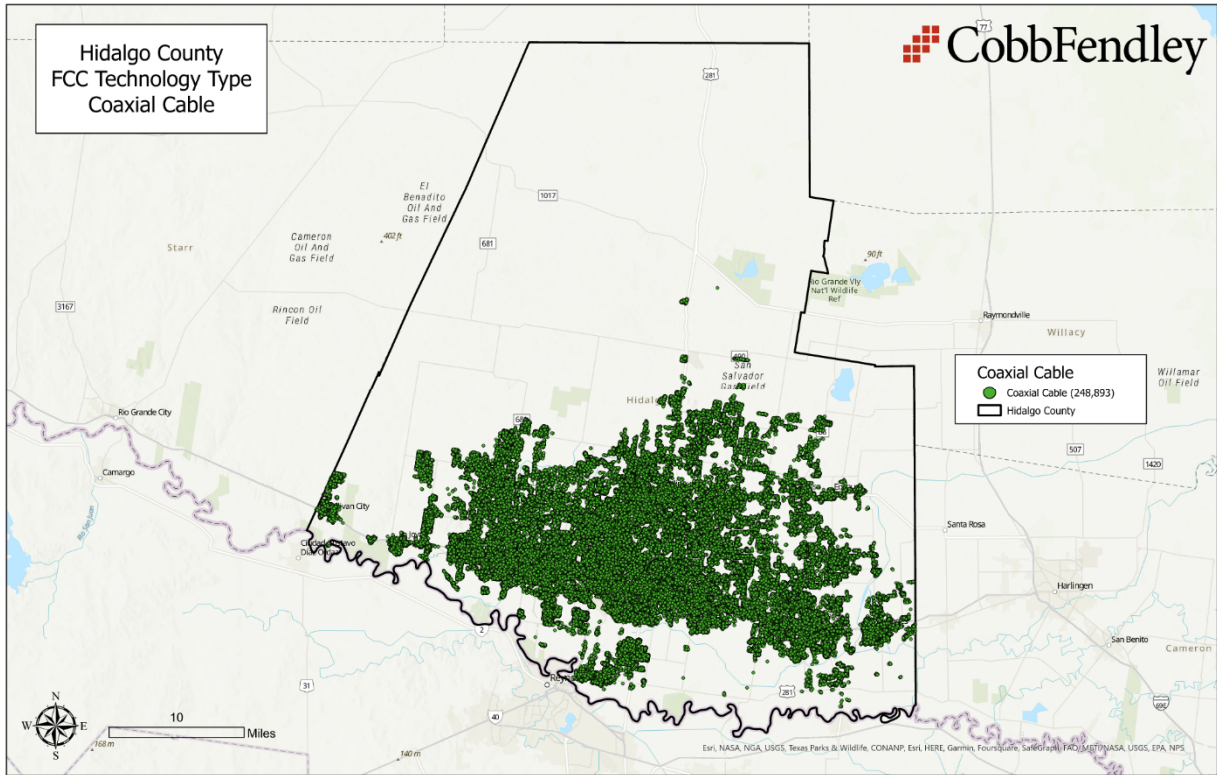 Hidalgo County
FCC Technology Type
Coaxial Cable
CobbFendley
77
281
El
Benadito Oil And
Gas Field
1017
402 ft
Cameron
Oil And
Gas Field
Starr
681
90 ft
Rio Grande Vly
Nat'l Wildlife
Ref
3167
Rincon Oil
Field
Raymondville
Willacy
490
San
Salvador
Gas Field
Coaxial Cable
Coaxial Cable (248,893)
Hidalgo County
Willamar
Oil Field
Rio Grande City
507
1420
Camargo
Rio San Juan
Santa Rosa
Harlingen
San Benito
Cameron
2
31
281
40
N
W E
S
10
Miles
168 m
140 m
Esri, NASA, NGA, USGS, Texas Parks & Wildlife, CONANP, Esri, HERE, Garmin, Foursquare, SafeGraph, FAO, METI/NASA, USGS, EPA, NPS